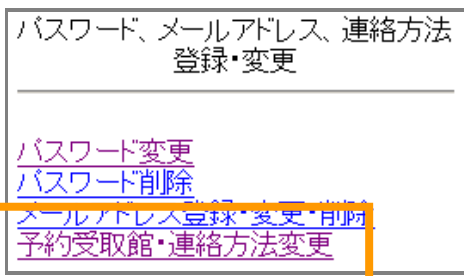 パスワード、メールアドレス、連絡方法
登録・変更
パスワード変更
パスワード削除
メールアドレス登録・変更・削除
予約受取館・連絡方法変更